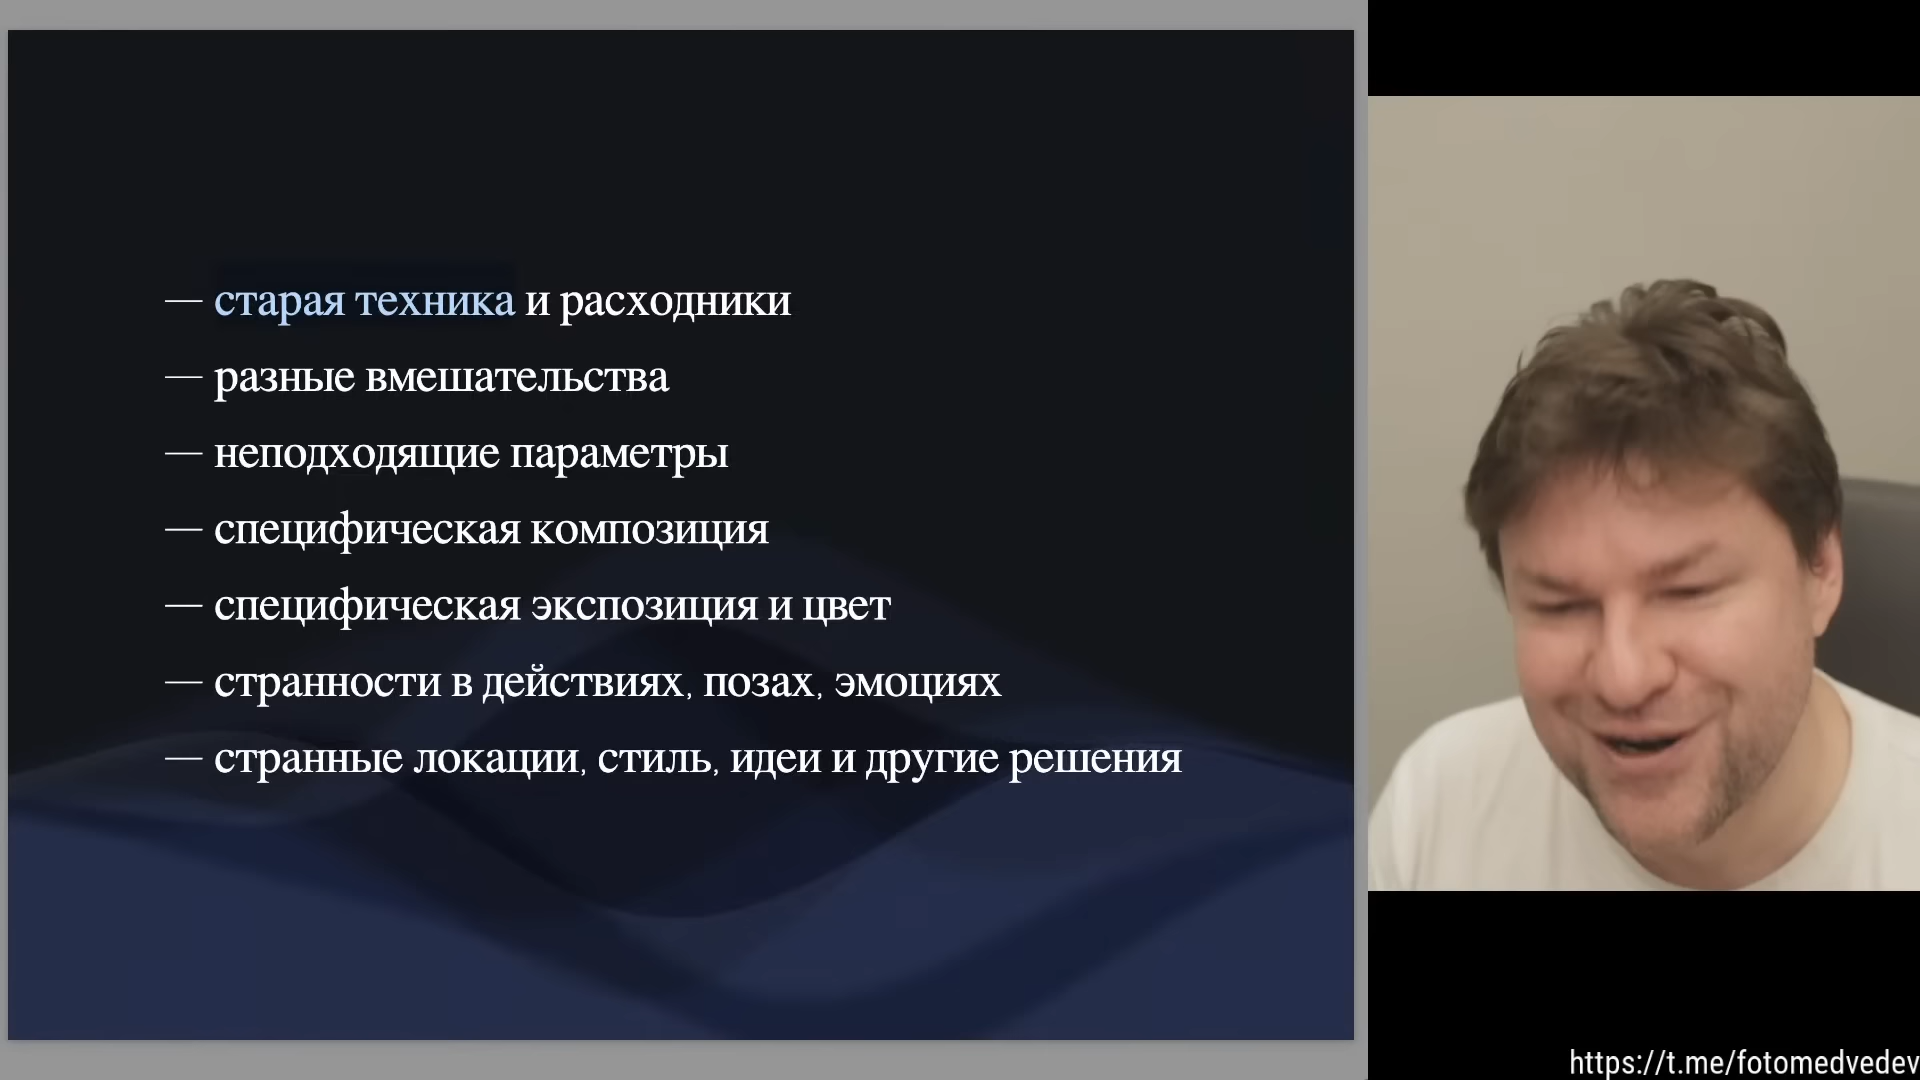 — старая техника и расходники
— разные вмешательства
— неподходящие параметры
— специфическая композиция
— специфическая экспозиция и цвет
— странности в действиях, позах, эмоциях
— странные локации, стиль, идеи и другие решения
https://t.me/fotomedvedev